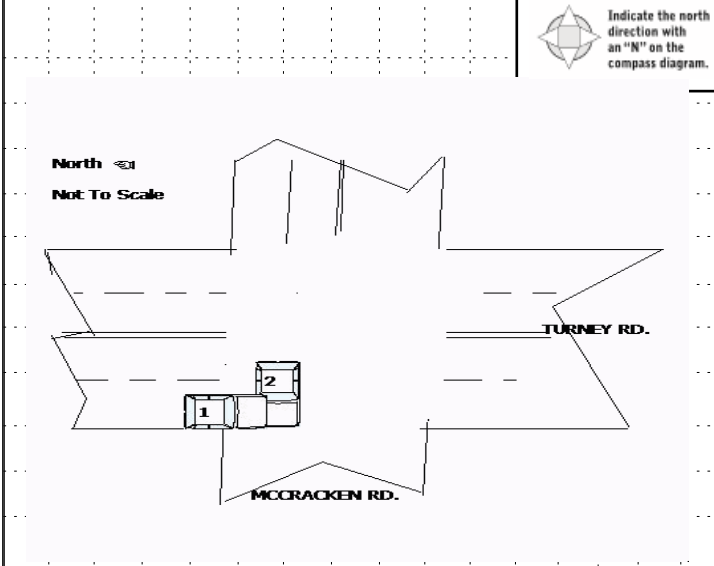 Indicate the north
direction with
an "N" on the
compass diagram.
North
Not To Scale
TURNEY RD.
2
1
MCCRACKEN RD.